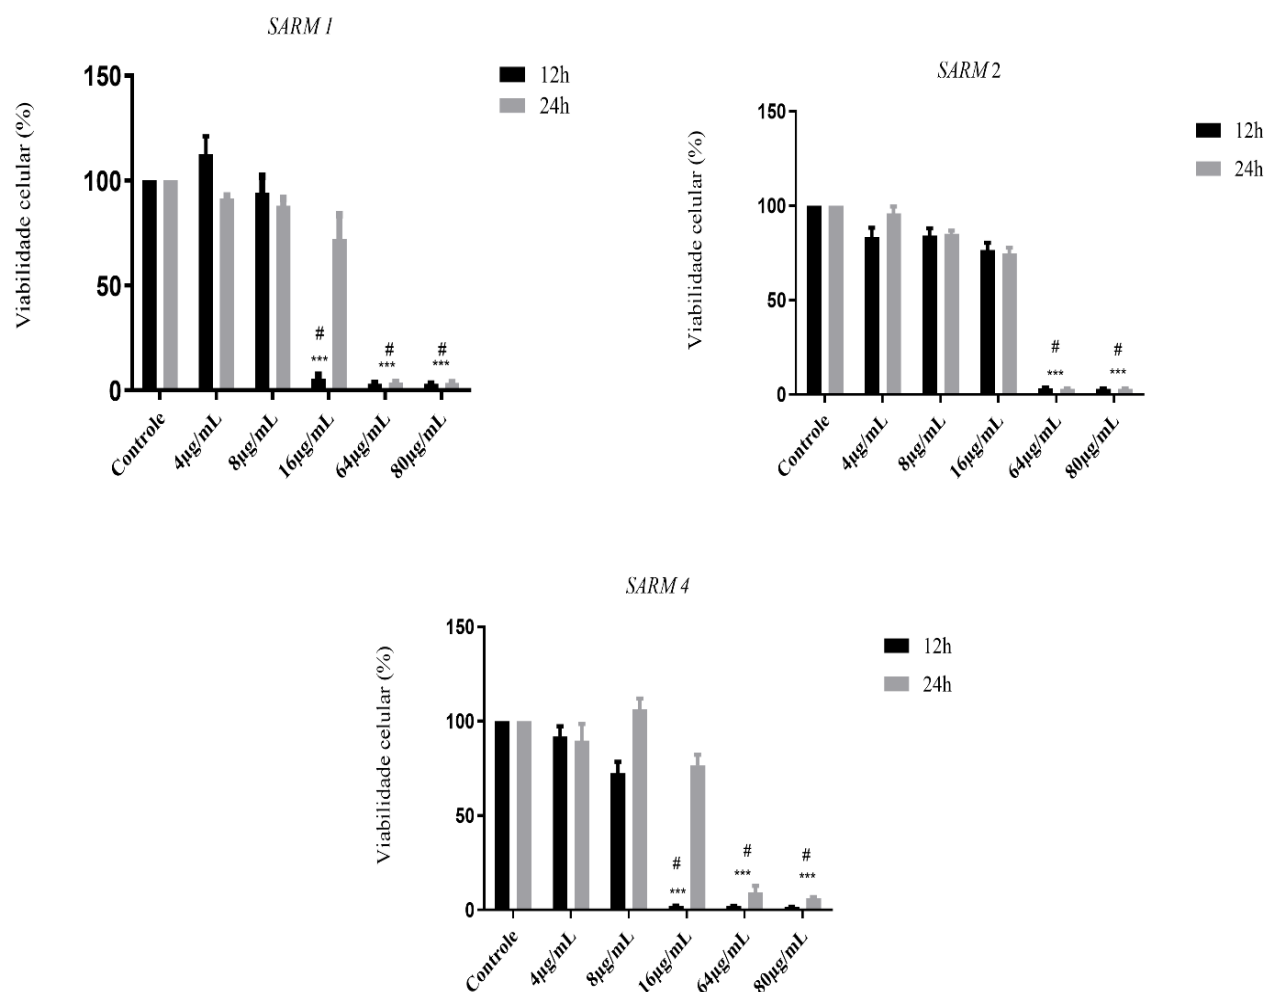 SARM 1
Viabilidade celular (%)
150
100
50
0
12h
24h
#
***
#
***
#
***
Controle
4µg/mL
8µg/mL
16µg/mL
64µg/mL
80µg/mL
SARM 2
Viabilidade celular (%)
150
100
50
0
12h
24h
#
***
#
***
Controle
4µg/mL
8µg/mL
16µg/mL
64µg/mL
80µg/mL
SARM 4
Viabilidade celular (%)
150
100
50
0
12h
24h
#
***
#
***
#
***
Controle
4µg/mL
8µg/mL
16µg/mL
64µg/mL
80µg/mL